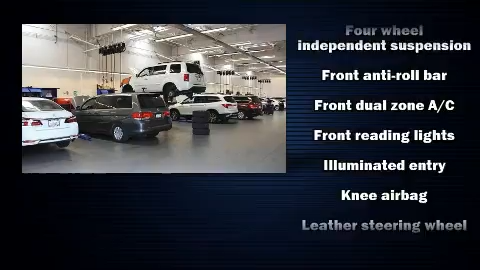 Four wheel
independent suspension
Front anti-roll bar
Front dual zone A/C
Front reading lights
Illuminated entry
Knee airbag
Leather steering wheel